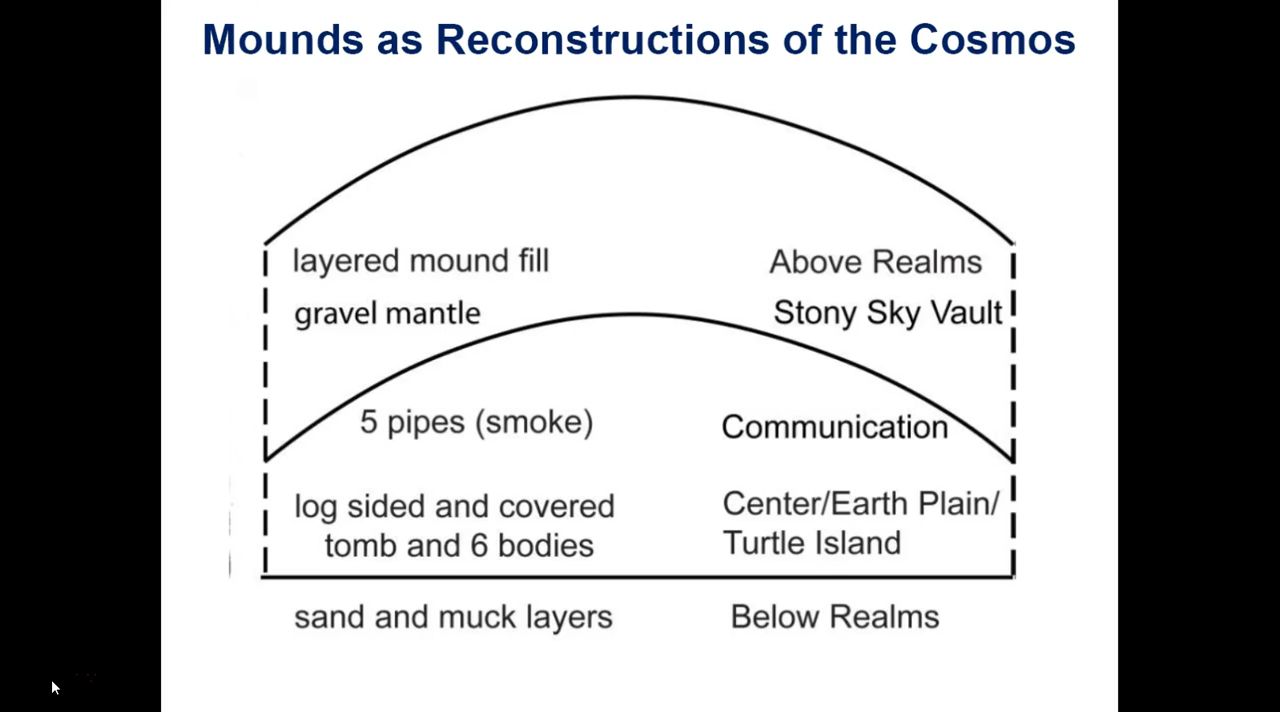 Mounds as Reconstructions of the Cosmos
layered mound fill
Above Realms
gravel mantle
Stony Sky Vault
5 pipes (smoke)
Communication
log sided and covered
tomb and 6 bodies
Center/Earth Plain/
Turtle Island
sand and muck layers
Below Realms